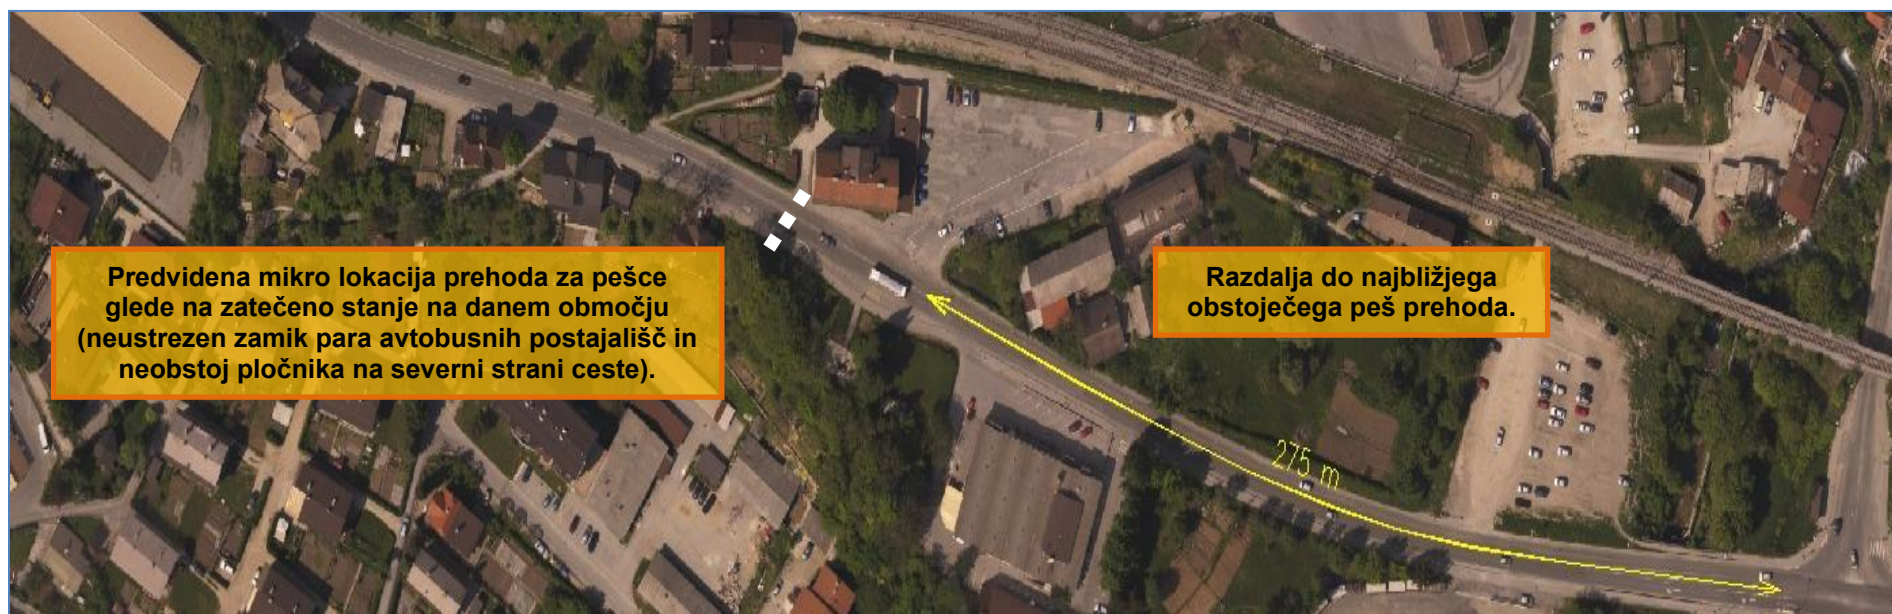 Predvidena mikro lokacija prehoda za pešce
glede na zatečeno stanje na danem območju
(neustrezen zamik para avtobusnih postajališč in
neobstoj pločnika na severni strani ceste).
Razdalja do najbližjega
obstoječega peš prehoda.
275 m